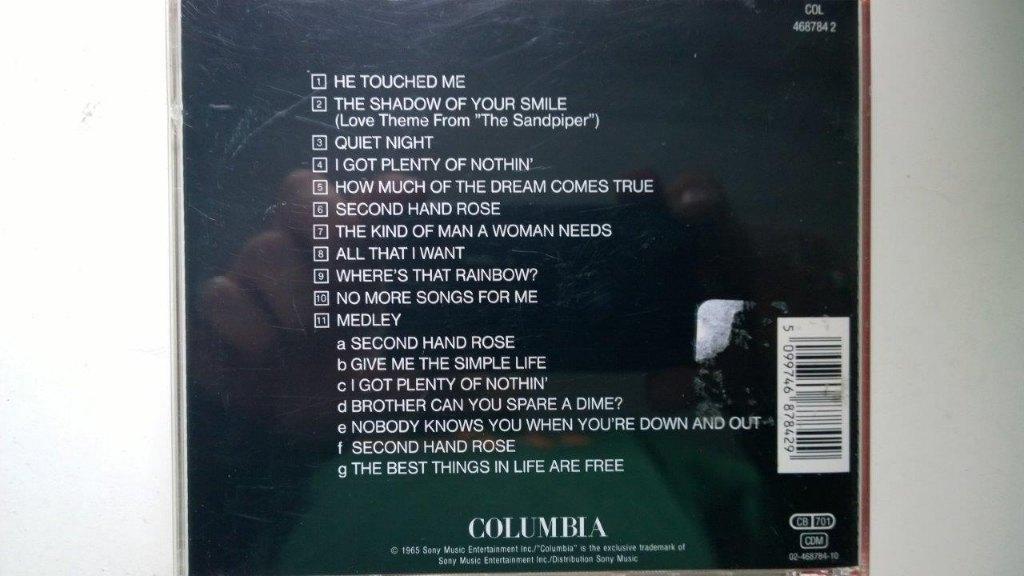 COL
468784 2
1 HE TOUCHED ME
2 THE SHADOW OF YOUR SMILE
(Love Theme From "The Sandpiper")
3 QUIET NIGHT
4 I GOT PLENTY OF NOTHIN'
5 HOW MUCH OF THE DREAM COMES TRUE
6 SECOND HAND ROSE
7 THE KIND OF MAN A WOMAN NEEDS
8 ALL THAT I WANT
9 WHERE'S THAT RAINBOW?
10 NO MORE SONGS FOR ME
11 MEDLEY
a SECOND HAND ROSE
b GIVE ME THE SIMPLE LIFE
c I GOT PLENTY OF NOTHIN'
d BROTHER CAN YOU SPARE A DIME?
e NOBODY KNOWS YOU WHEN YOU'RE DOWN AND OUT
f SECOND HAND ROSE
g THE BEST THINGS IN LIFE ARE FREE
5 099746 878429
COLUMBIA
© 1965 Sony Music Entertainment Inc./"Columbia" is the exclusive trademark of
Sony Music Entertainment Inc./Distribution Sony Music
CB 701
CDM
02-468784-10